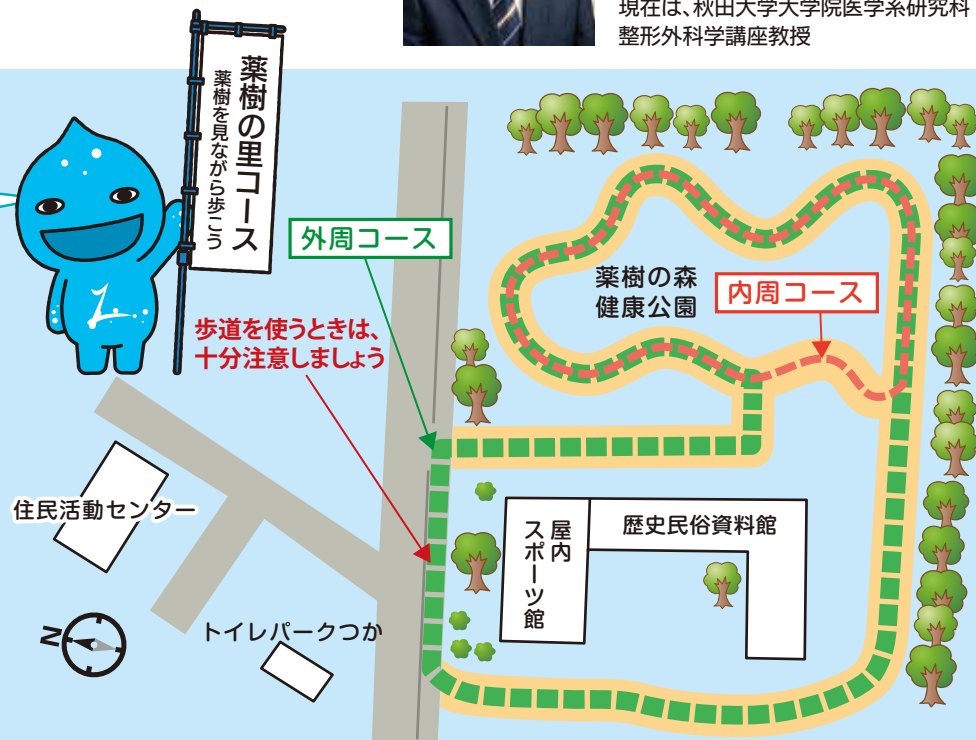 現在は、秋田大学大学院医学系研究科
整形外科学講座教授
薬樹の里コース
薬樹を見ながら歩こう
外周コース
歩道を使うときは、
十分注意しましょう
薬樹の森
健康公園
内周コース
住民活動センター
屋内
スポーツ館
歴史民俗資料館
トイレパークつか
N